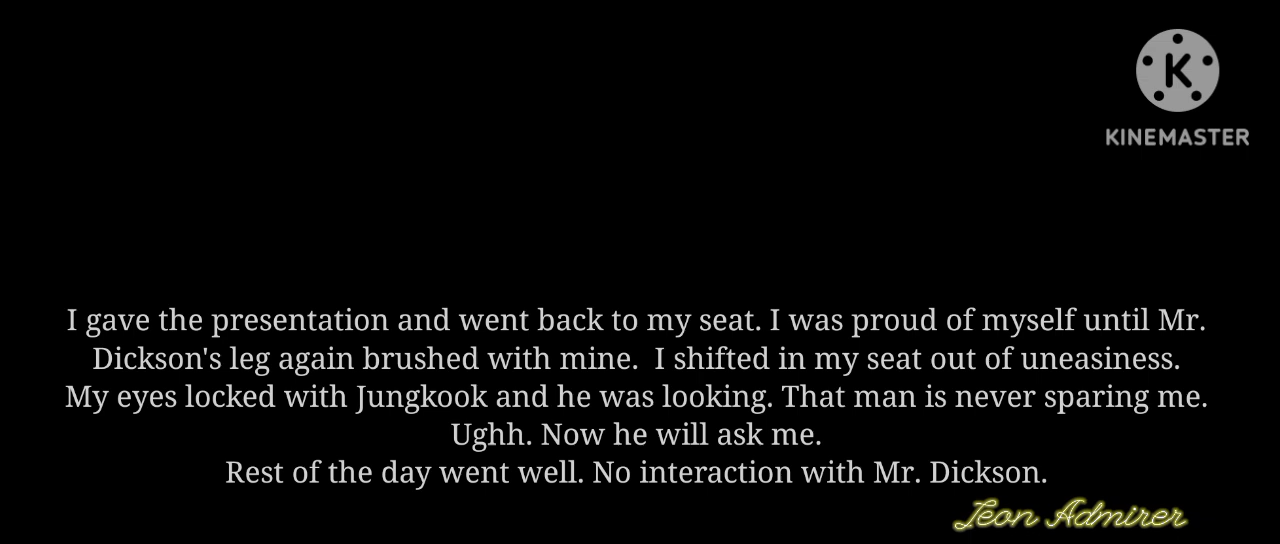 K
KINEMASTER
I gave the presentation and went back to my seat. I was proud of myself until Mr.
Dickson's leg again brushed with mine.  I shifted in my seat out of uneasiness.
My eyes locked with Jungkook and he was looking. That man is never sparing me.
Ughh. Now he will ask me.
Rest of the day went well. No interaction with Mr. Dickson.
Jeon Admirer